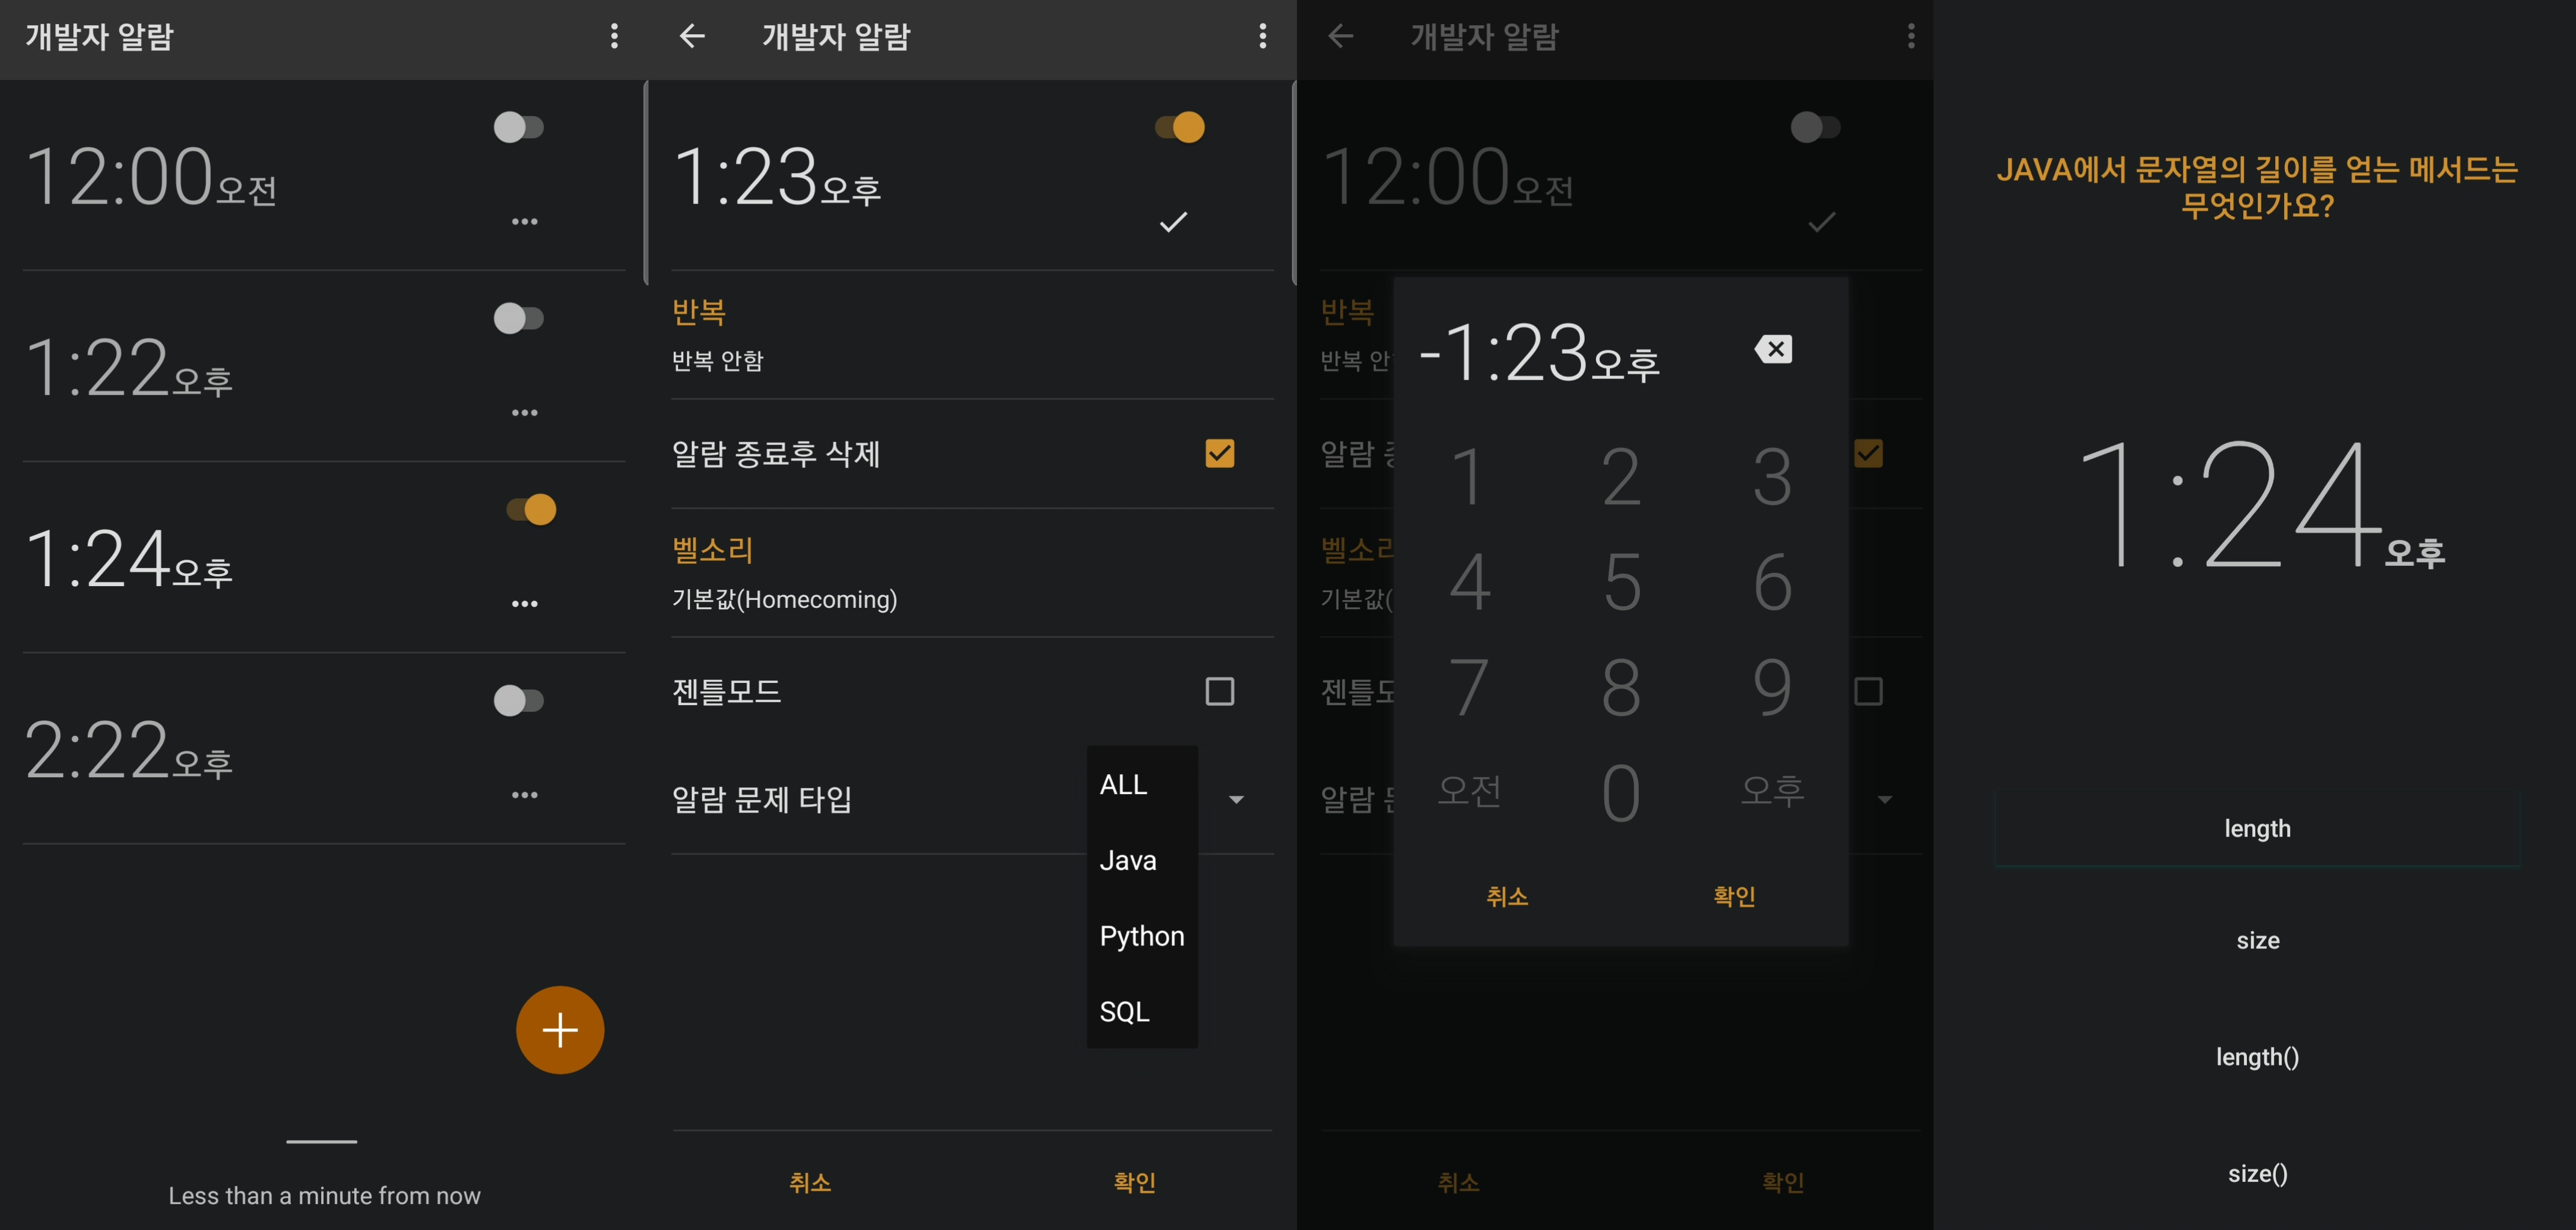 개발자 알람
12:00오전
1:22오후
1:24오후
2:22오후
Less than a minute from now
개발자 알람
1:23오후
반복
반복 안함
알람 종료후 삭제
벨소리
기본값(Homecoming)
젠틀모드
알람 문제 타입
ALL
Java
Python
SQL
취소 확인
개발자 알람
12:00오전
반복
반복 안
알람
벨소리
기본값(
젠틀모
알람
-1:23오후
1 2 3
4 5 6
7 8 9
오전 0 오후
취소 확인
취소 확인
JAVA에서 문자열의 길이를 얻는 메서드는
무엇인가요?
1:24오후
length
size
length()
size()